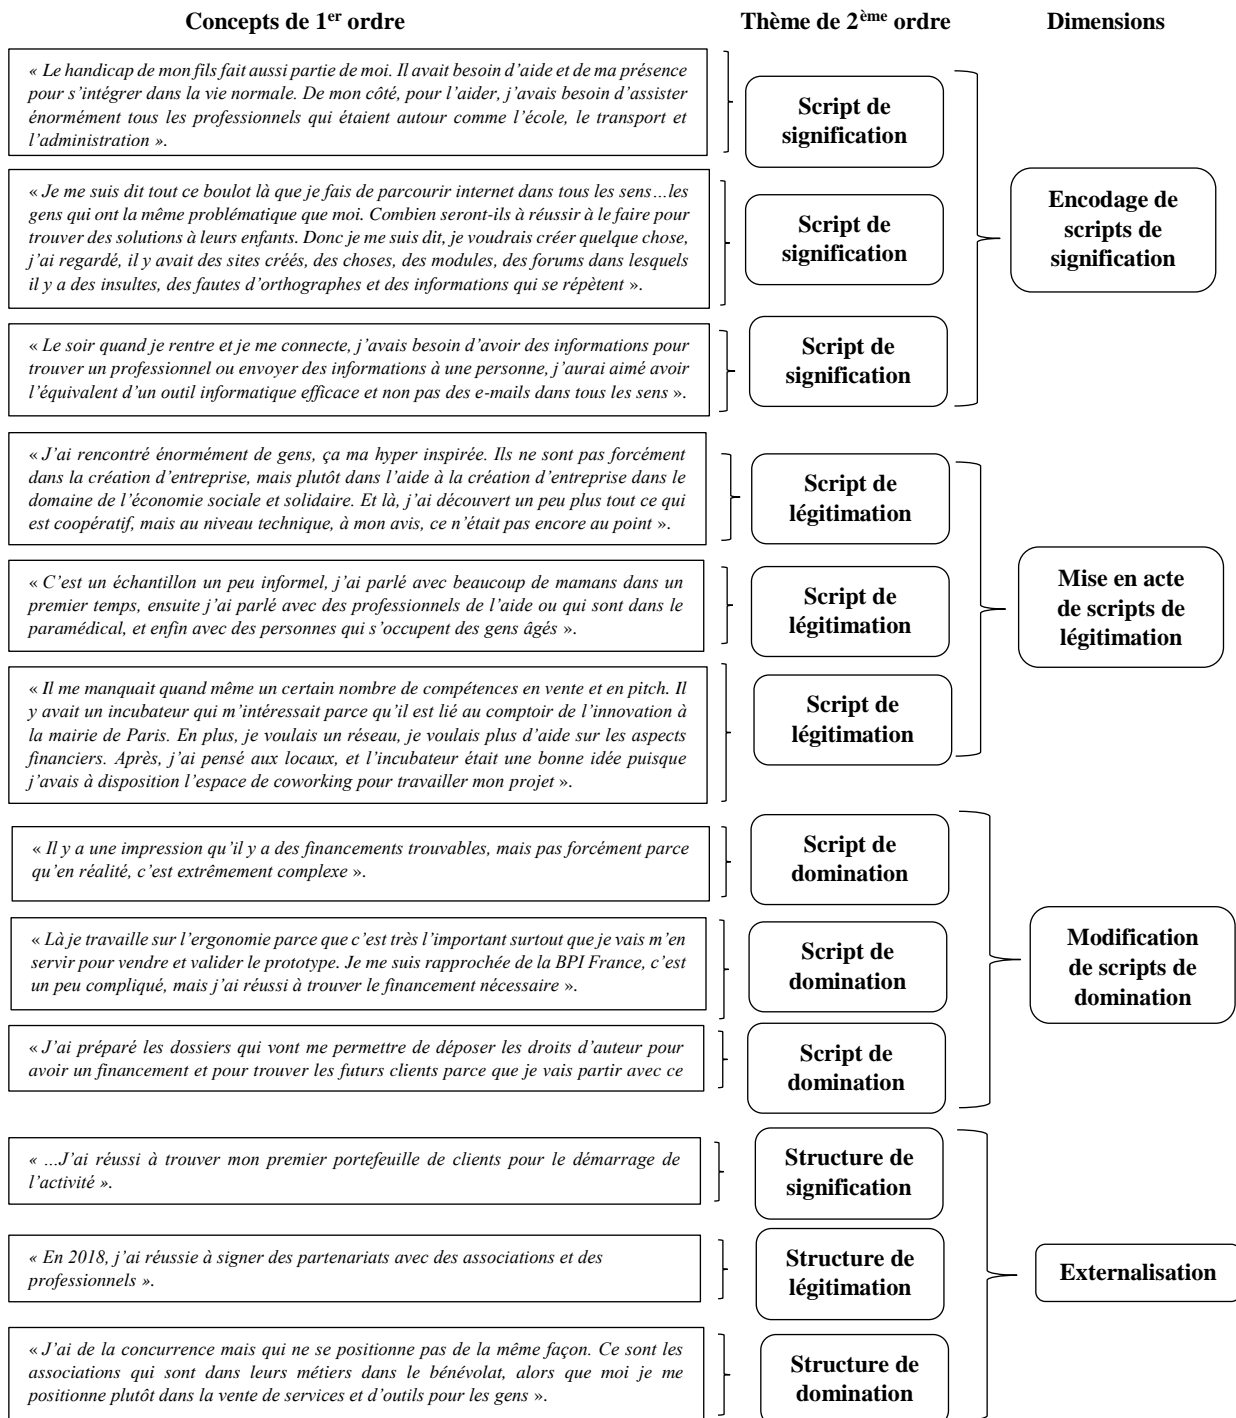 Concepts de 1er ordre
Thème de 2ème ordre
Dimensions
« Le handicap de mon fils fait aussi partie de moi. Il avait besoin d’aide et de ma présence
pour s’intégrer dans la vie normale. De mon côté, pour l’aider, j’avais besoin d’assister
énormément tous les professionnels qui étaient autour comme l’école, le transport et
l’administration ».
Script de
signification
« Je me suis dit tout ce boulot là que je fais de parcourir internet dans tous les sens…les
gens qui ont la même problématique que moi. Combien seront-ils à réussir à le faire pour
trouver des solutions à leurs enfants. Donc je me suis dit, je voudrais créer quelque chose,
j’ai regardé, il y avait des sites créés, des choses, des modules, des forums dans lesquels
il y a des insultes, des fautes d’orthographes et des informations qui se répètent ».
Script de
signification
« Le soir quand je rentre et je me connecte, j’avais besoin d’avoir des informations pour
trouver un professionnel ou envoyer des informations à une personne, j’aurai aimé avoir
l’équivalent d’un outil informatique efficace et non pas des e-mails dans tous les sens ».
Script de
signification
Encodage de
scripts de
signification
« J’ai rencontré énormément de gens, ça ma hyper inspirée. Ils ne sont pas forcément
dans la création d’entreprise, mais plutôt dans l’aide à la création d’entreprise dans le
domaine de l’économie sociale et solidaire. Et là, j’ai découvert un peu plus tout ce qui
est coopératif, mais au niveau technique, à mon avis, ce n’était pas encore au point ».
Script de
légitimation
« C’est un échantillon un peu informel, j’ai parlé avec beaucoup de mamans dans un
premier temps, ensuite j’ai parlé avec des professionnels de l’aide ou qui sont dans le
paramédical, et enfin avec des personnes qui s’occupent des gens âgés ».
Script de
légitimation
« Il me manquait quand même un certain nombre de compétences en vente et en pitch. Il
y avait un incubateur qui m’intéressait parce qu’il est lié au comptoir de l’innovation à
la mairie de Paris. En plus, je voulais un réseau, je voulais plus d’aide sur les aspects
financiers. Après, j’ai pensé aux locaux, et l’incubateur était une bonne idée puisque
j’avais à disposition l’espace de coworking pour travailler mon projet ».
Script de
légitimation
Mise en acte
de scripts de
légitimation
« Il y a une impression qu’il y a des financements trouvables, mais pas forcément parce
qu’en réalité, c’est extrêmement complexe ».
Script de
domination
« Là je travaille sur l’ergonomie parce que c’est très l’important surtout que je vais m’en
servir pour vendre et valider le prototype. Je me suis rapprochée de la BPI France, c’est
un peu compliqué, mais j’ai réussi à trouver le financement nécessaire ».
Script de
domination
« J’ai préparé les dossiers qui vont me permettre de déposer les droits d’auteur pour
avoir un financement et pour trouver les futurs clients parce que je vais partir avec ce
Script de
domination
Modification
de scripts de
domination
« …J’ai réussi à trouver mon premier portefeuille de clients pour le démarrage de
l’activité ».
Structure de
signification
« En 2018, j’ai réussie à signer des partenariats avec des associations et des
professionnels ».
Structure de
légitimation
« J’ai de la concurrence mais qui ne se positionne pas de la même façon. Ce sont les
associations qui sont dans leurs métiers dans le bénévolat, alors que moi je me
positionne plutôt dans la vente de services et d’outils pour les gens ».
Structure de
domination
Externalisation